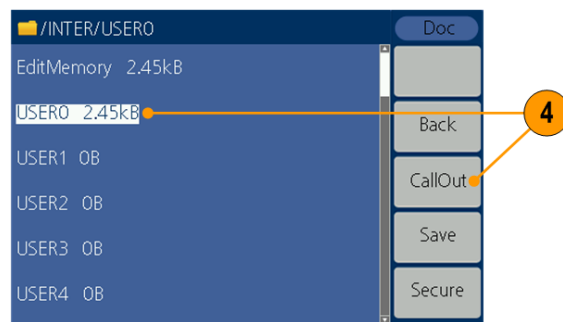 /INTER/USER0
Doc
EditMemory 2.45kB
USER0 2.45kB
USER1 0B
USER2 0B
USER3 0B
USER4 0B
Back
CallOut
Save
Secure
4